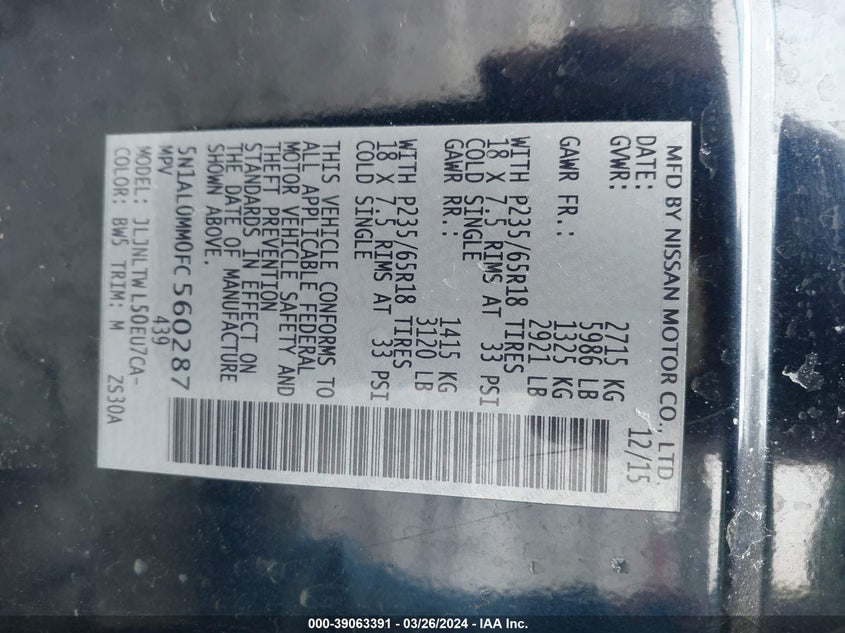 MFD BY NISSAN MOTOR CO., LTD.
DATE: 12/15
GVWR: 2715 KG
5986 LB
GAWR FR.: 1325 KG
2921 LB
WITH P235/65R18 TIRES
18 X 7.5 RIMS AT 33 PSI
COLD SINGLE
GAWR RR.: 1415 KG
3120 LB
WITH P235/65R18 TIRES
18 X 7.5 RIMS AT 33 PSI
COLD SINGLE
THIS VEHICLE CONFORMS TO
ALL APPLICABLE FEDERAL
MOTOR VEHICLE SAFETY AND
THEFT PREVENTION
STANDARDS IN EFFECT ON
THE DATE OF MANUFACTURE
SHOWN ABOVE.
5N1AL0MM0FC560287
MPV 439
MODEL: JLJNLTWL50EU7CA-
COLOR: BW5 TRIM: M ZS30A
000-39063391 - 03/26/2024 - IAA Inc.